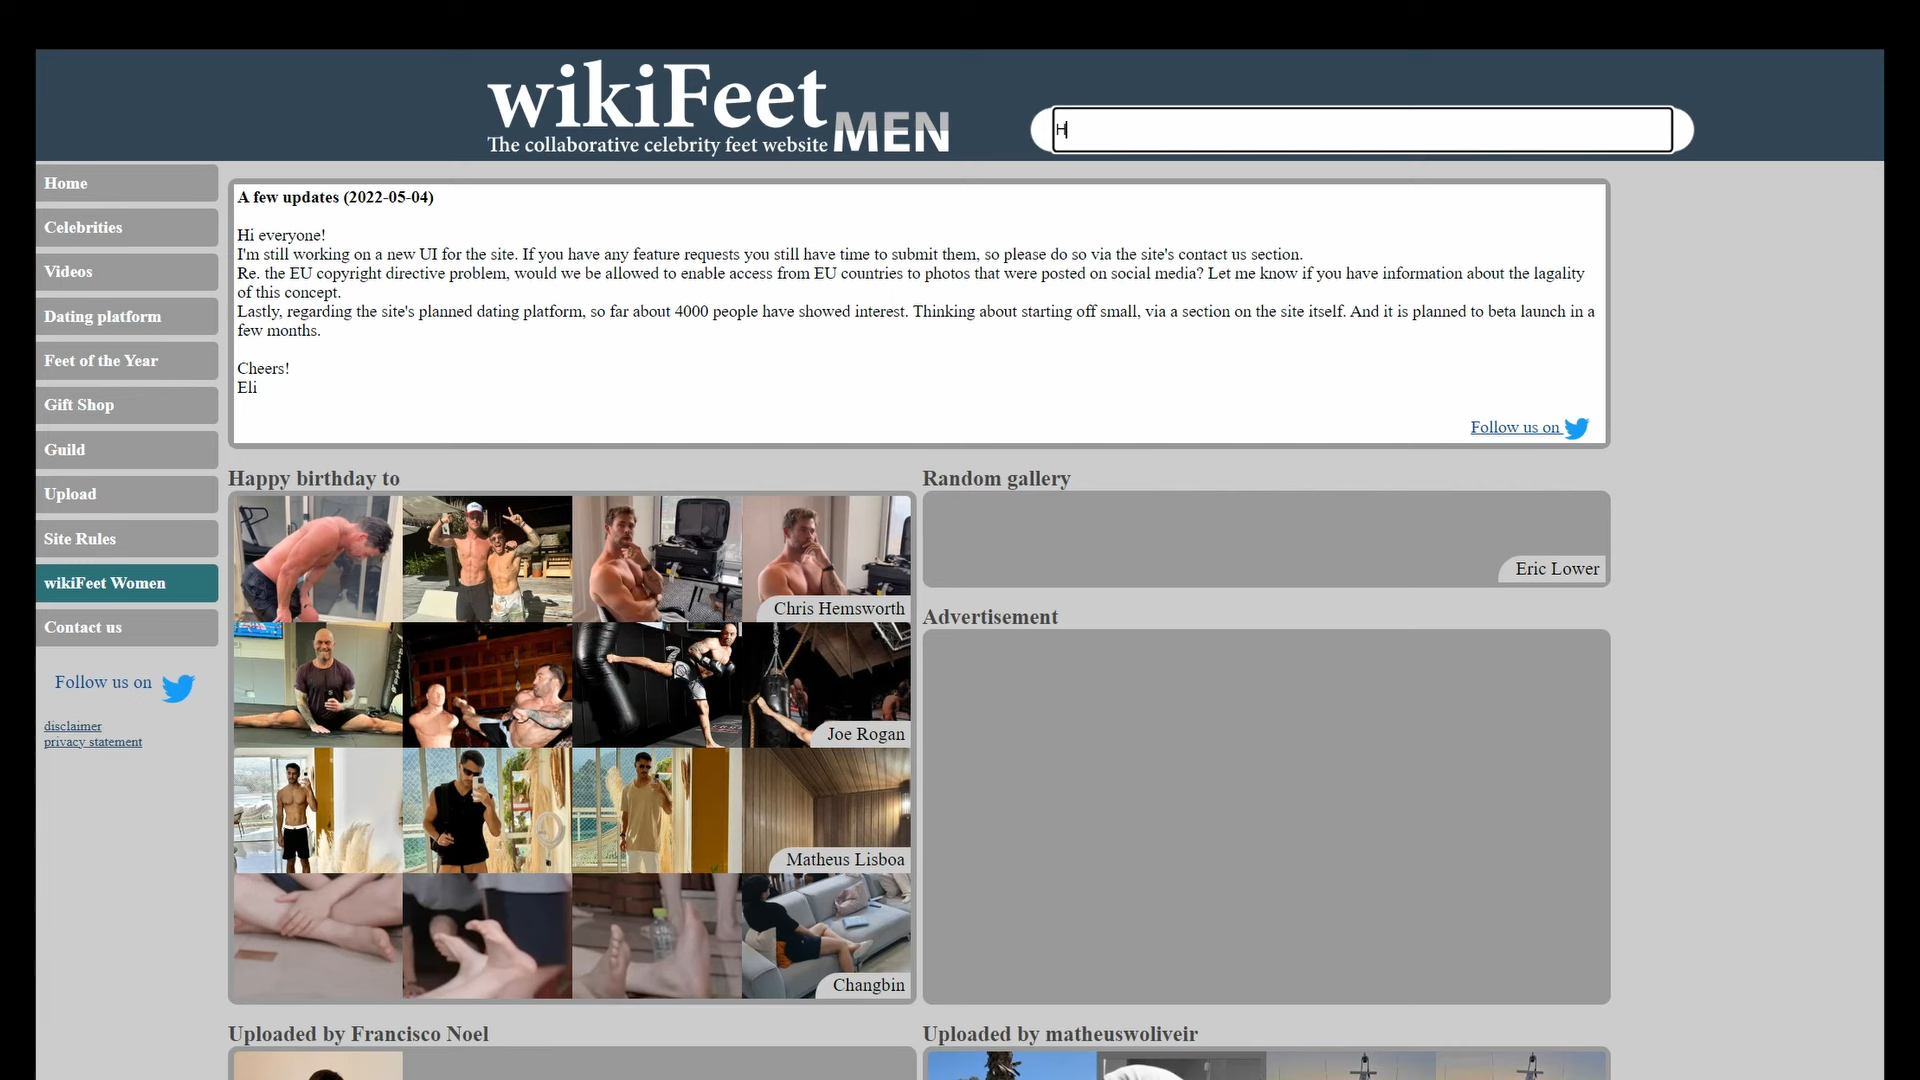 wikiFeet MEN
The collaborative celebrity feet website
H
Home
Celebrities
Videos
Dating platform
Feet of the Year
Gift Shop
Guild
Upload
Site Rules
wikiFeet Women
Contact us
Follow us on
disclaimer
privacy statement
A few updates (2022-05-04)
Hi everyone!
I'm still working on a new UI for the site. If you have any feature requests you still have time to submit them, so please do so via the site's contact us section.
Re. the EU copyright directive problem, would we be allowed to enable access from EU countries to photos that were posted on social media? Let me know if you have information about the lagality
of this concept.
Lastly, regarding the site's planned dating platform, so far about 4000 people have showed interest. Thinking about starting off small, via a section on the site itself. And it is planned to beta launch in a
few months.
Cheers!
Eli
Follow us on
Happy birthday to
Chris Hemsworth
Joe Rogan
Matheus Lisboa
Changbin
Random gallery
Eric Lower
Advertisement
Uploaded by Francisco Noel
Uploaded by matheuswoliveir